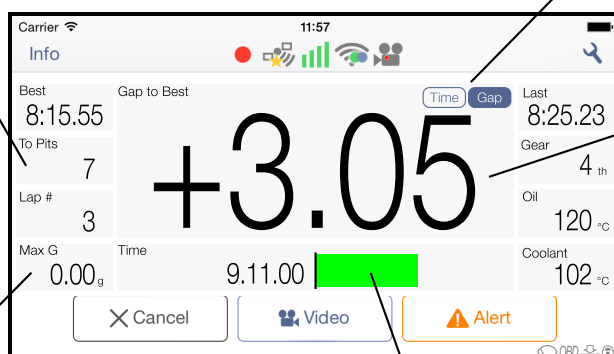 Carrier 11:57
Info
Best
8:15.55
Gap to Best
Time Gap
Last
8:25.23
To Pits
7
+3.05
Gear
4 th
Lap #
3
Oil
120 °C
Max G
0.00 g
Time
9.11.00
Coolant
102 °C
Cancel
Video
Alert
OBD